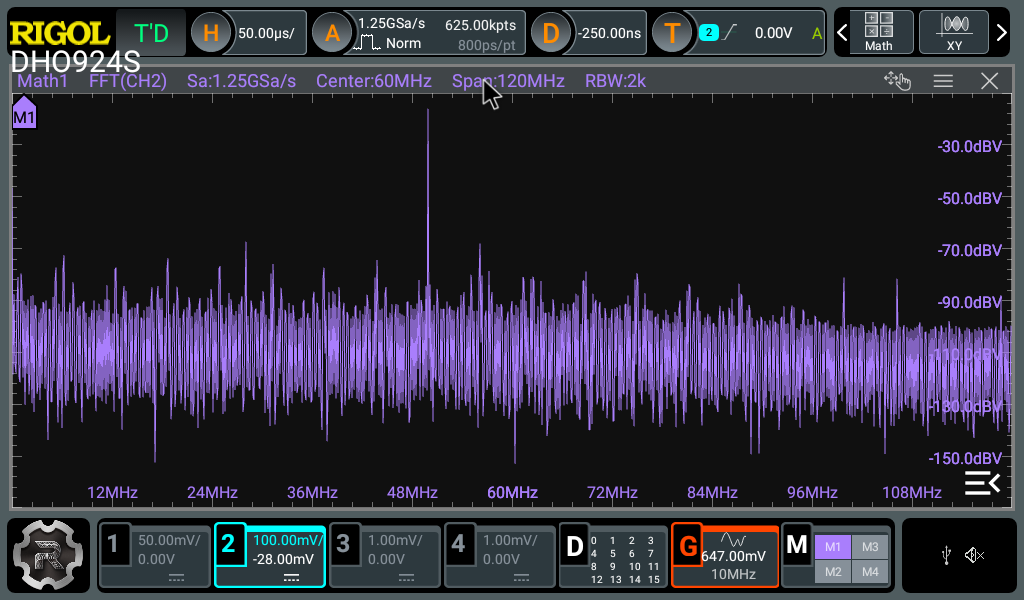 RIGOL T'D H 50.00µs/ A 1.25GSa/s Norm 625.00kpts 800ps/pt D -250.00ns T 2 0.00V A Math XY
DHO924S
Math1 FFT(CH2) Sa:1.25GSa/s Center:60MHz Span:120MHz RBW:2k
M1
-30.0dBV
-50.0dBV
-70.0dBV
-90.0dBV
-110.0dBV
-130.0dBV
-150.0dBV
12MHz 24MHz 36MHz 48MHz 60MHz 72MHz 84MHz 96MHz 108MHz
1 50.00mV/ 0.00V
2 100.00mV/ -28.00mV
3 1.00mV/ 0.00V
4 1.00mV/ 0.00V
D 0 1 2 3
4 5 6 7
8 9 10 11
12 13 14 15
G 647.00mV 10MHz
M M1 M3
M2 M4
R